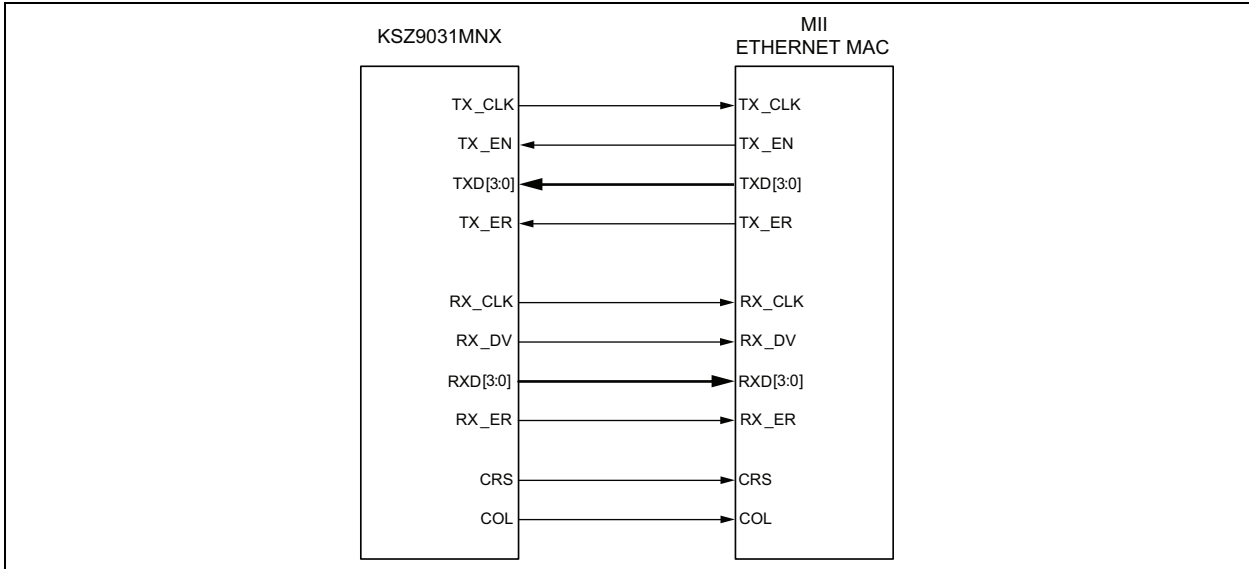 KSZ9031MNX
MII
ETHERNET MAC
TX_CLK TX_CLK
TX_EN TX_EN
TXD[3:0] TXD[3:0]
TX_ER TX_ER
RX_CLK RX_CLK
RX_DV RX_DV
RXD[3:0] RXD[3:0]
RX_ER RX_ER
CRS CRS
COL COL